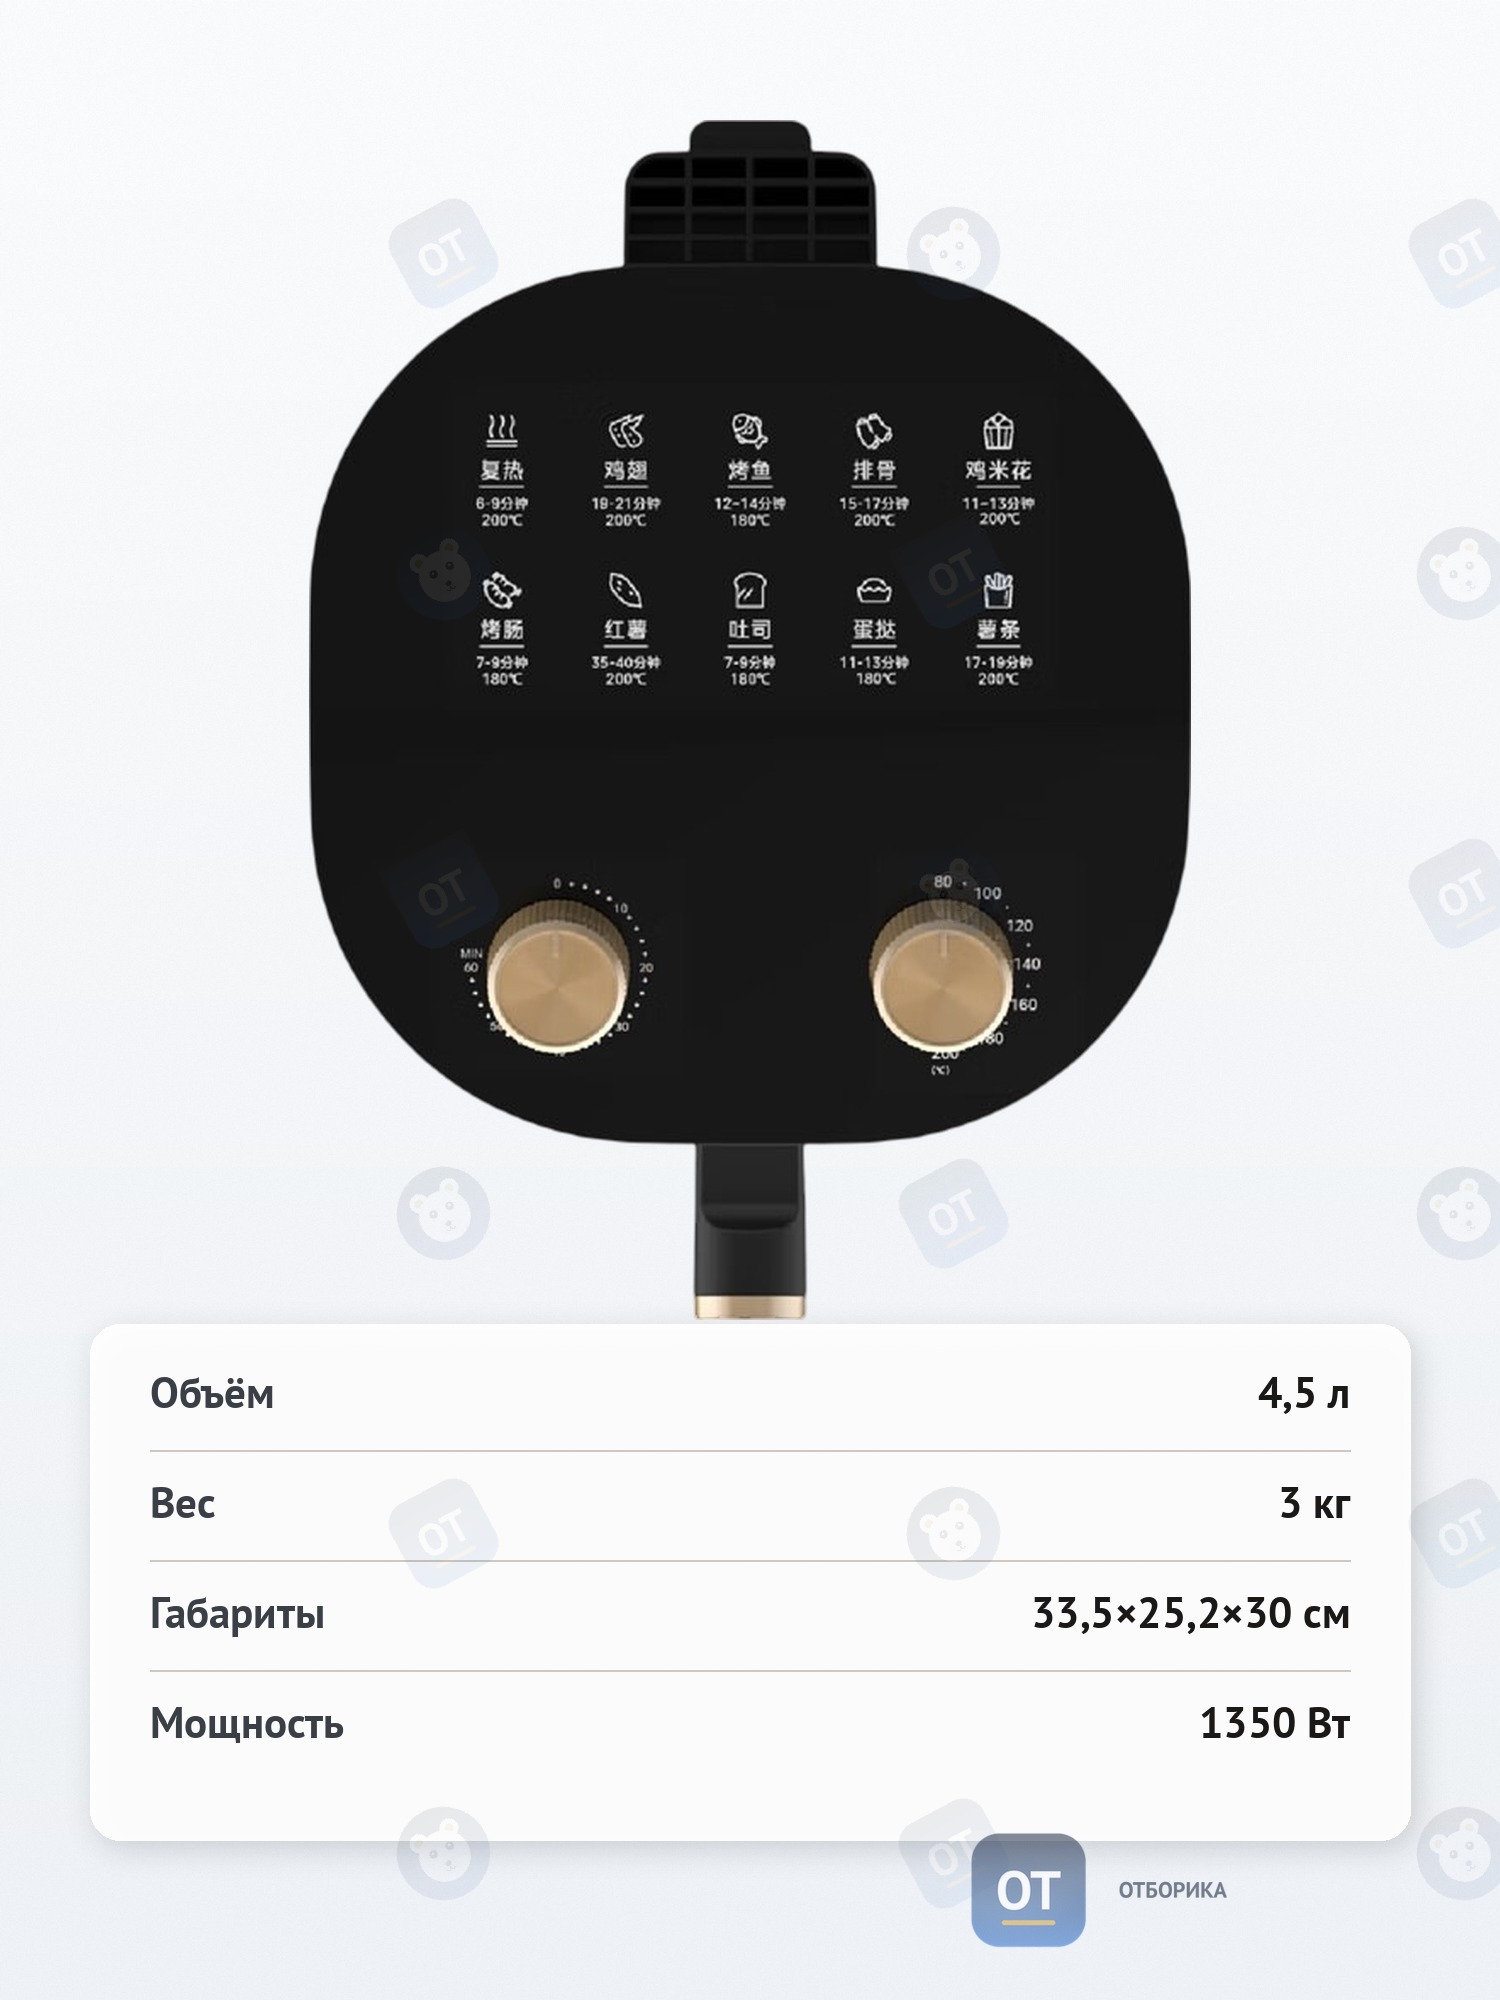 复热 鸡翅 烤鱼 排骨 鸡米花
6-9分钟 18-21分钟 12-14分钟 15-17分钟 11-13分钟
200℃ 200℃ 180℃ 200℃ 200℃
烤肠 红薯 吐司 蛋挞 薯条
7-9分钟 35-40分钟 7-9分钟 11-13分钟 17-19分钟
180℃ 200℃ 180℃ 180℃ 200℃
0
10
20
30
MIN
60
80
100
120
140
160
200
(℃)
Объём 4,5 л
Вес 3 кг
Габариты 33,5×25,2×30 см
Мощность 1350 Вт
ОТ ОТБОРИКА